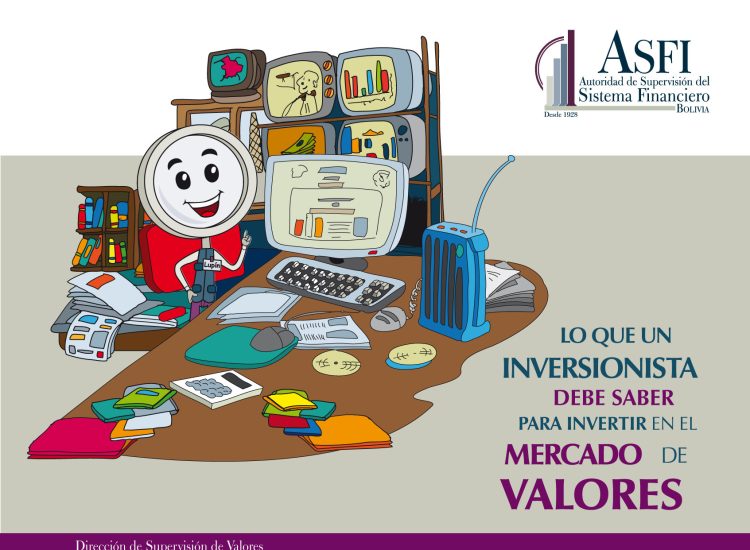 ASFI
Autoridad de Supervisión del
Sistema Financiero
BOLIVIA
Desde 1928
Lupin
LO QUE UN
INVERSIONISTA
DEBE SABER
PARA INVERTIR EN EL
MERCADO DE
VALORES
Dirección de Supervisión de Valores